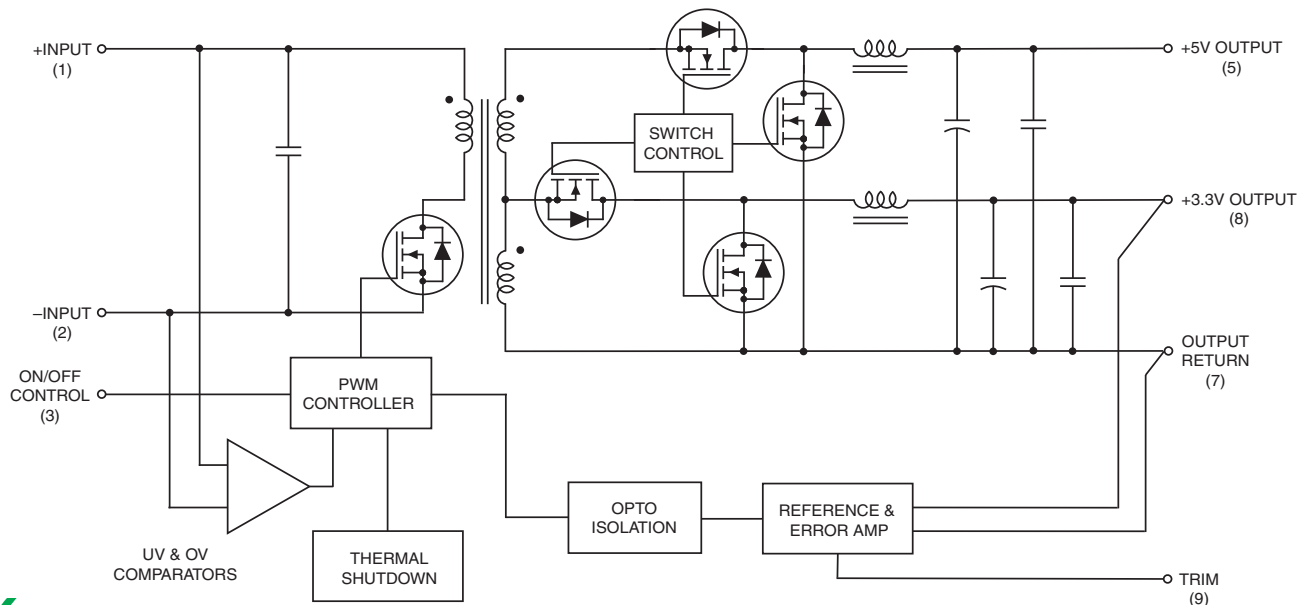 +INPUT
(1)
+5V OUTPUT
(5)
SWITCH
CONTROL
+3.3V OUTPUT
(8)
–INPUT
(2)
OUTPUT
RETURN
(7)
ON/OFF
CONTROL
(3)
PWM
CONTROLLER
OPTO
ISOLATION
REFERENCE &
ERROR AMP
UV & OV
COMPARATORS
THERMAL
SHUTDOWN
TRIM
(9)